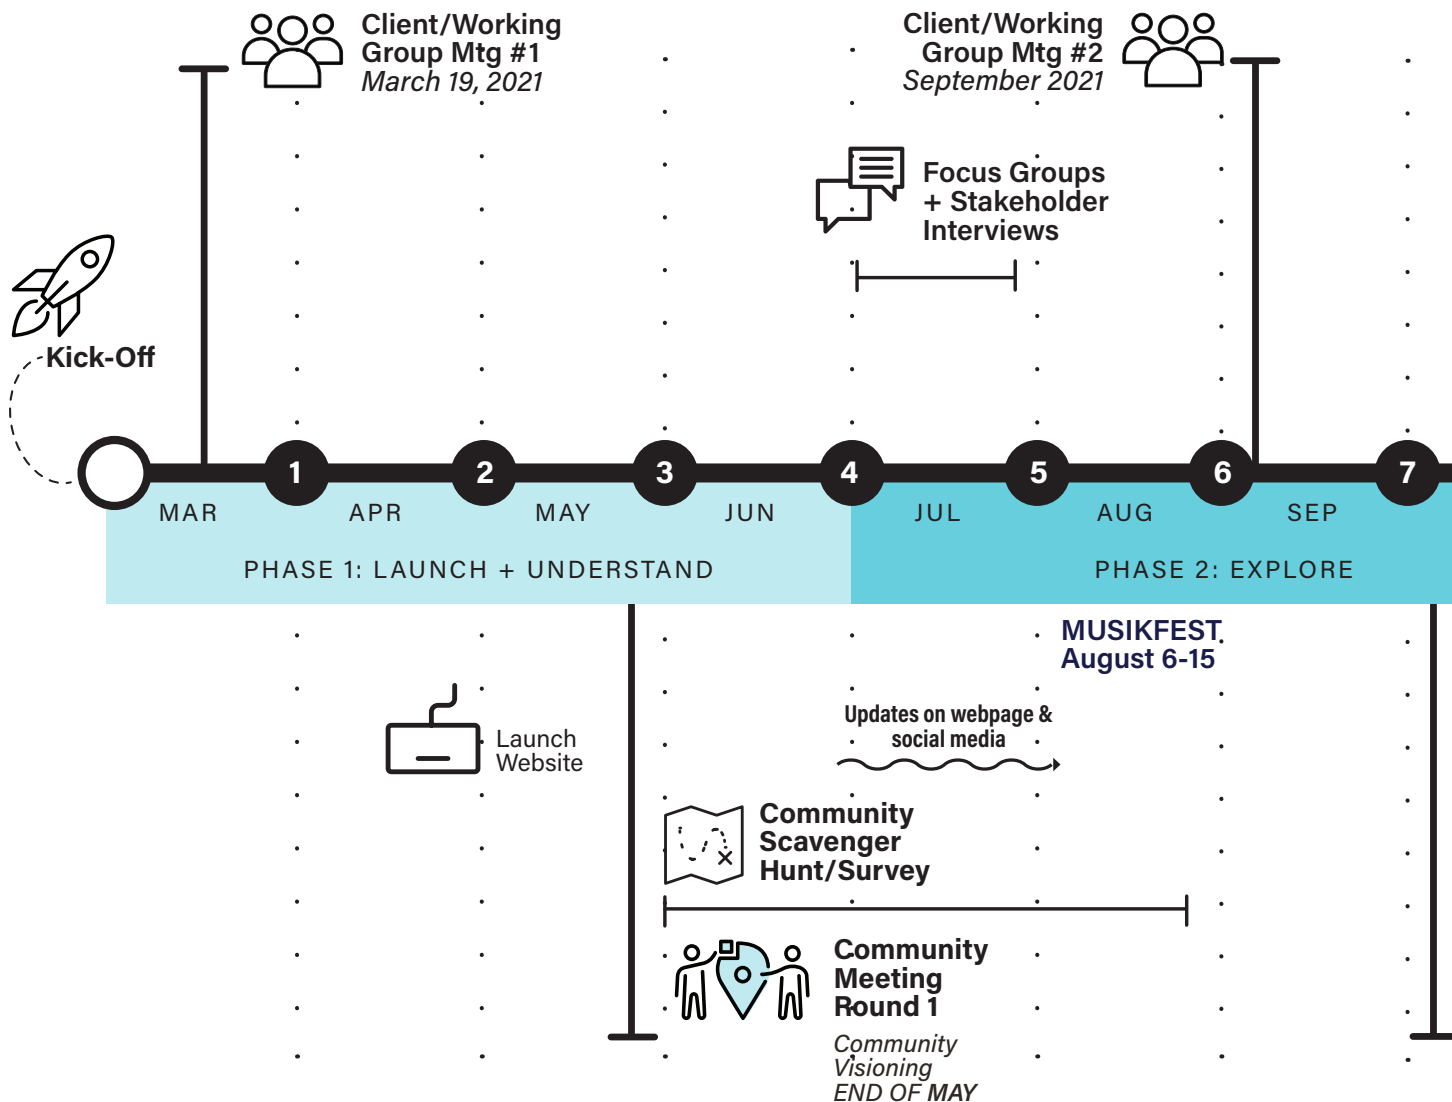 Client/Working
Group Mtg #1
March 19, 2021
Client/Working
Group Mtg #2
September 2021
Focus Groups
+ Stakeholder
Interviews
Kick-Off
1
2
3
4
5
6
7
MAR
APR
MAY
JUN
JUL
AUG
SEP
PHASE 1: LAUNCH + UNDERSTAND
PHASE 2: EXPLORE
MUSIKFEST
August 6-15
Launch
Website
Updates on webpage &
social media
Community
Scavenger
Hunt/Survey
Community
Meeting
Round 1
Community
Visioning
END OF MAY